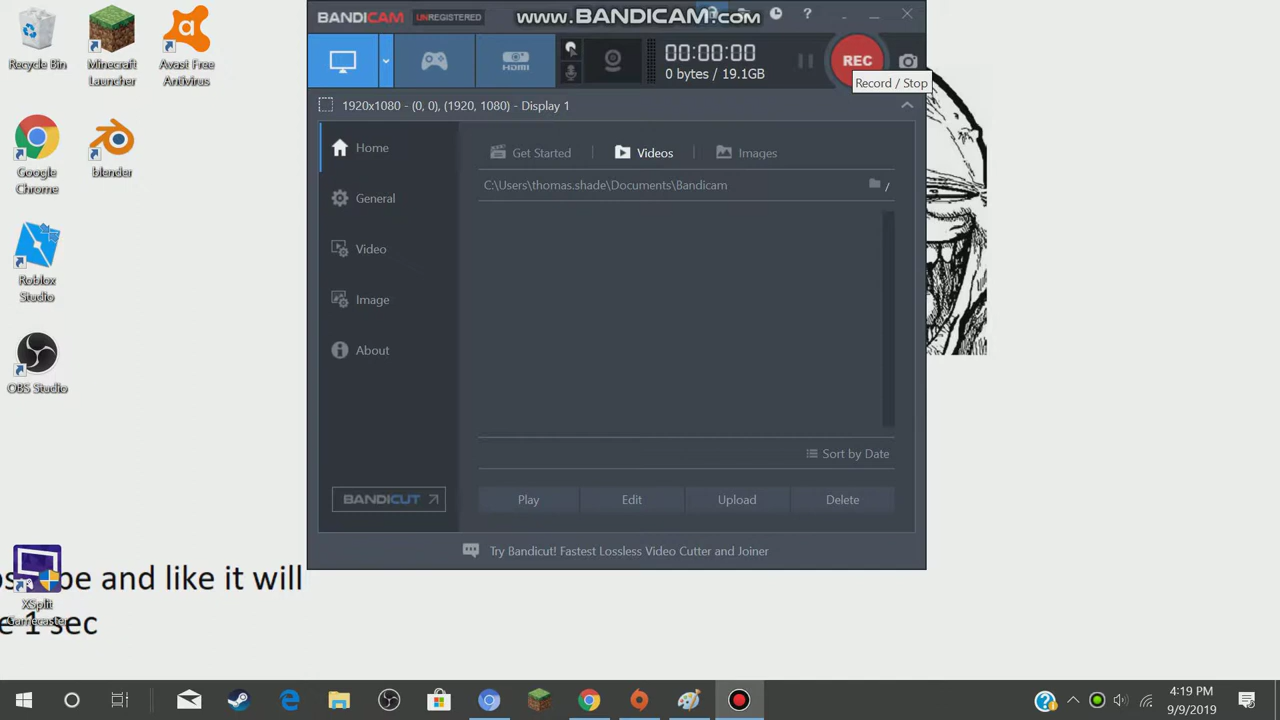 Recycle Bin
Minecraft
Launcher
Avast Free
Antivirus
Google
Chrome
blender
Roblox
Studio
OBS Studio
XSplit
Gamecaster
be and like it will
1 sec
BANDICAM UNREGISTERED
www.BANDICAM.com
HDMI
00:00:00
0 bytes / 19.1GB
REC
Record / Stop
1920x1080 - (0, 0), (1920, 1080) - Display 1
Home
General
Video
Image
About
BANDICUT
Get Started
Videos
Images
C:\Users\thomas.shade\Documents\Bandicam
/
Sort by Date
Play
Edit
Upload
Delete
Try Bandicut! Fastest Lossless Video Cutter and Joiner
4:19 PM
9/9/2019